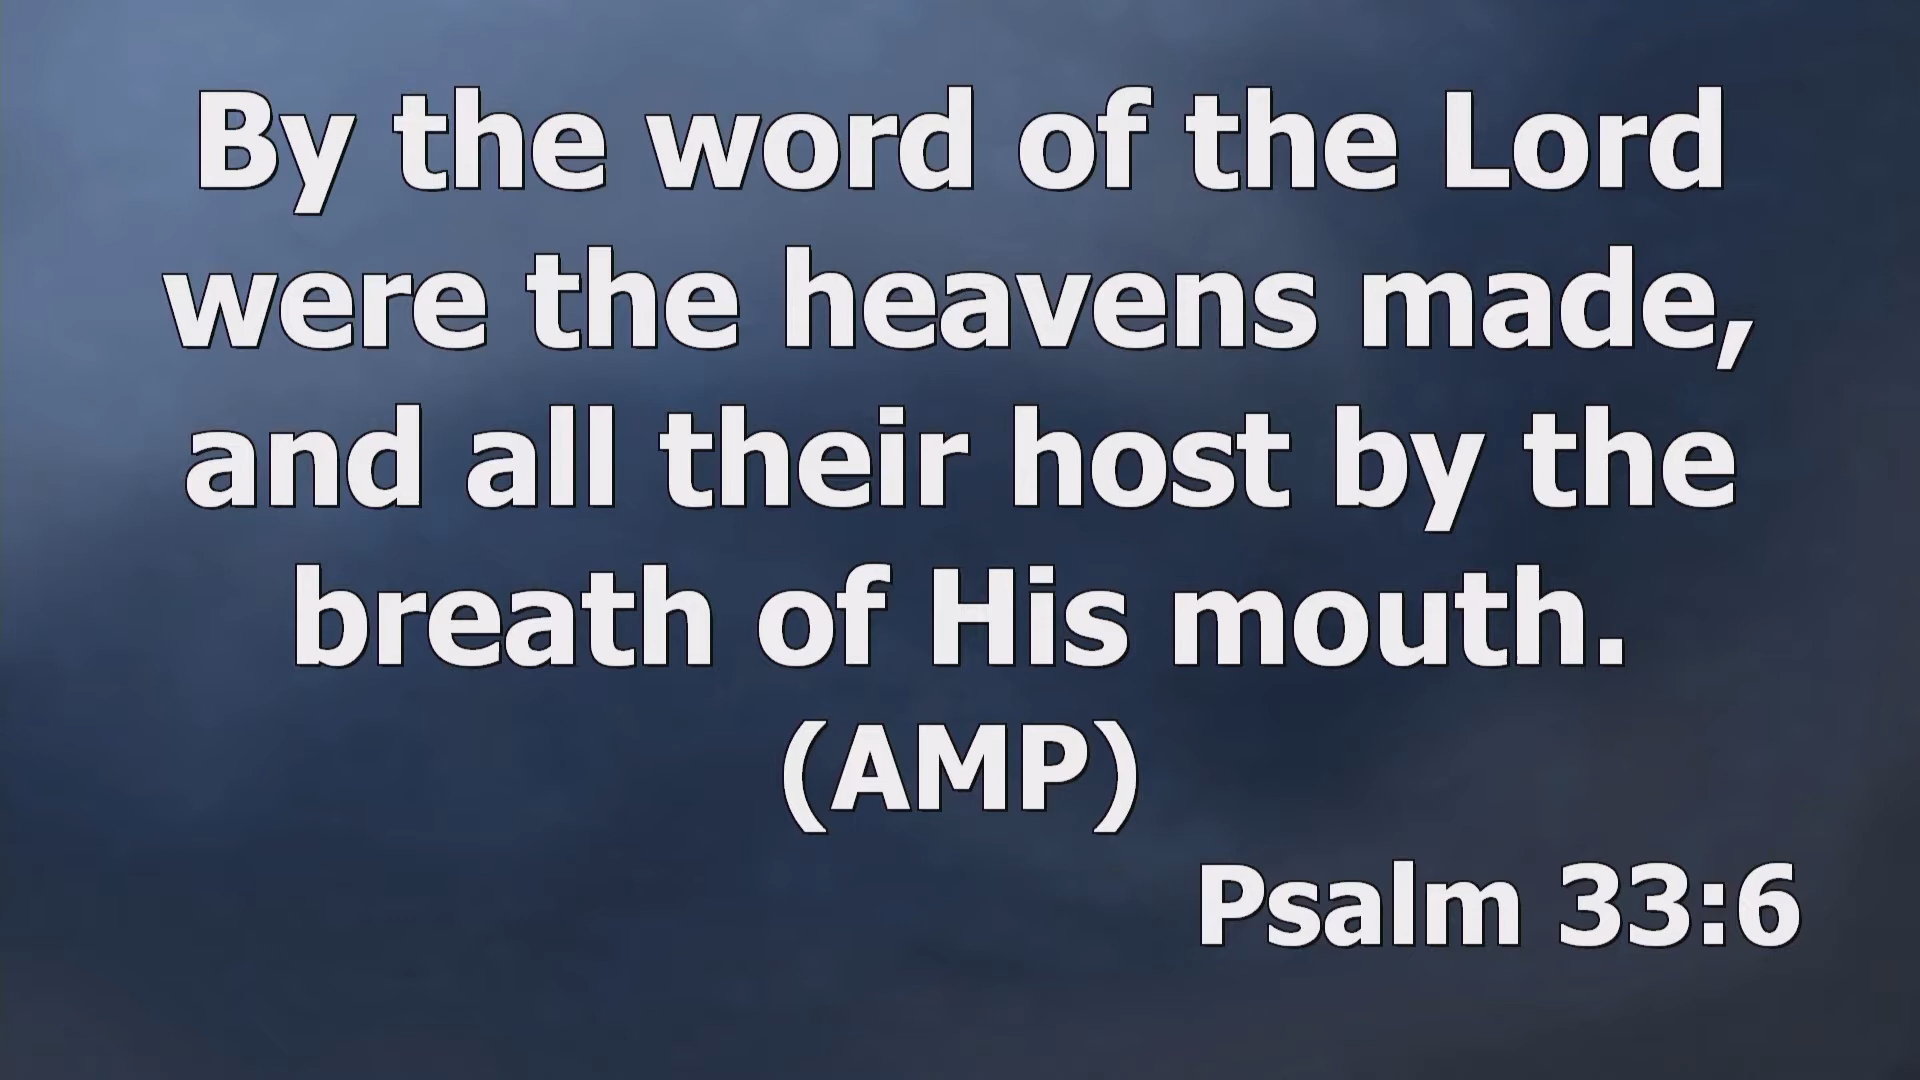 By the word of the Lord
were the heavens made,
and all their host by the
breath of His mouth.
(AMP)
Psalm 33:6